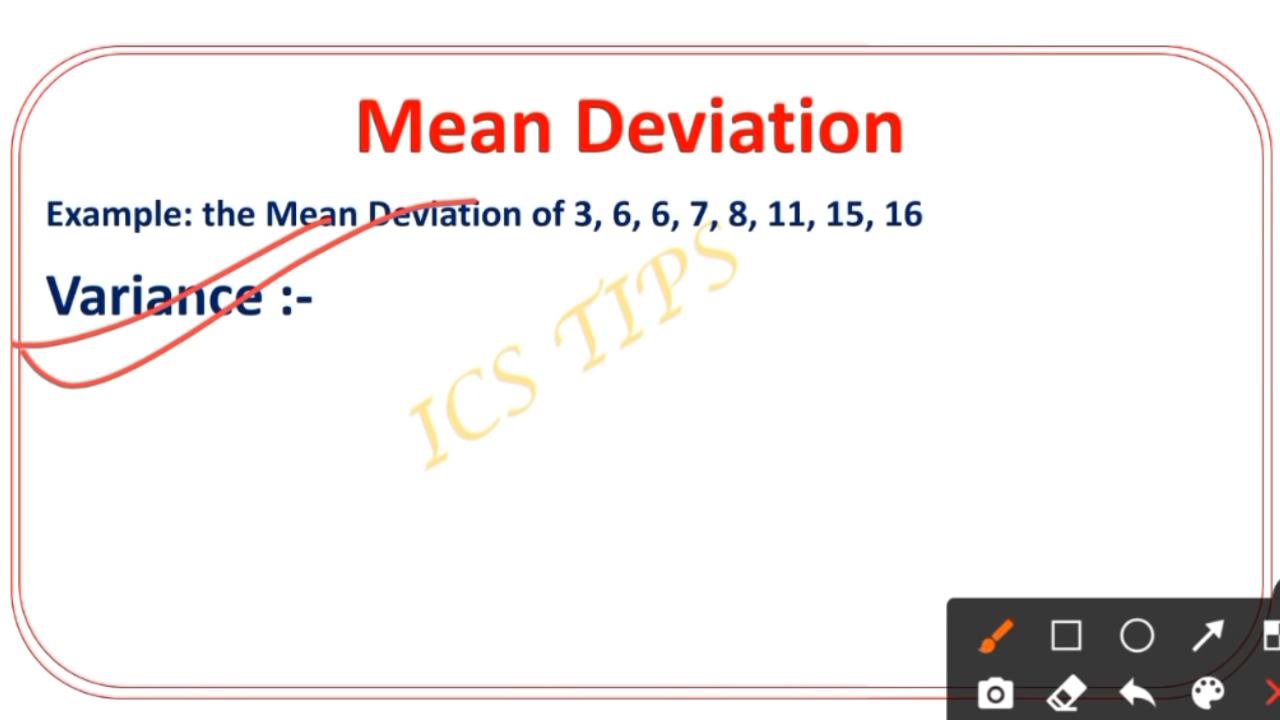 Mean Deviation
Example: the Mean Deviation of 3, 6, 6, 7, 8, 11, 15, 16
Variance :-
ICS TIPS